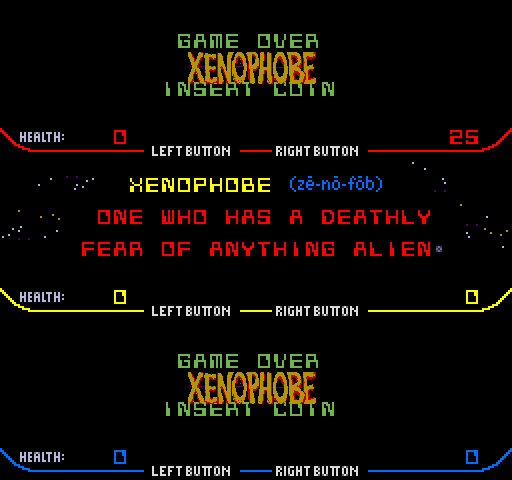 GAME OVER
XENOPHOBE
INSERT COIN
HEALTH: 0 25
LEFT BUTTON RIGHT BUTTON
XENOPHOBE (zē-nō-fōb)
ONE WHO HAS A DEATHLY
FEAR OF ANYTHING ALIEN.
HEALTH: 0 0
LEFT BUTTON RIGHT BUTTON
GAME OVER
XENOPHOBE
INSERT COIN
HEALTH: 0 0
LEFT BUTTON RIGHT BUTTON